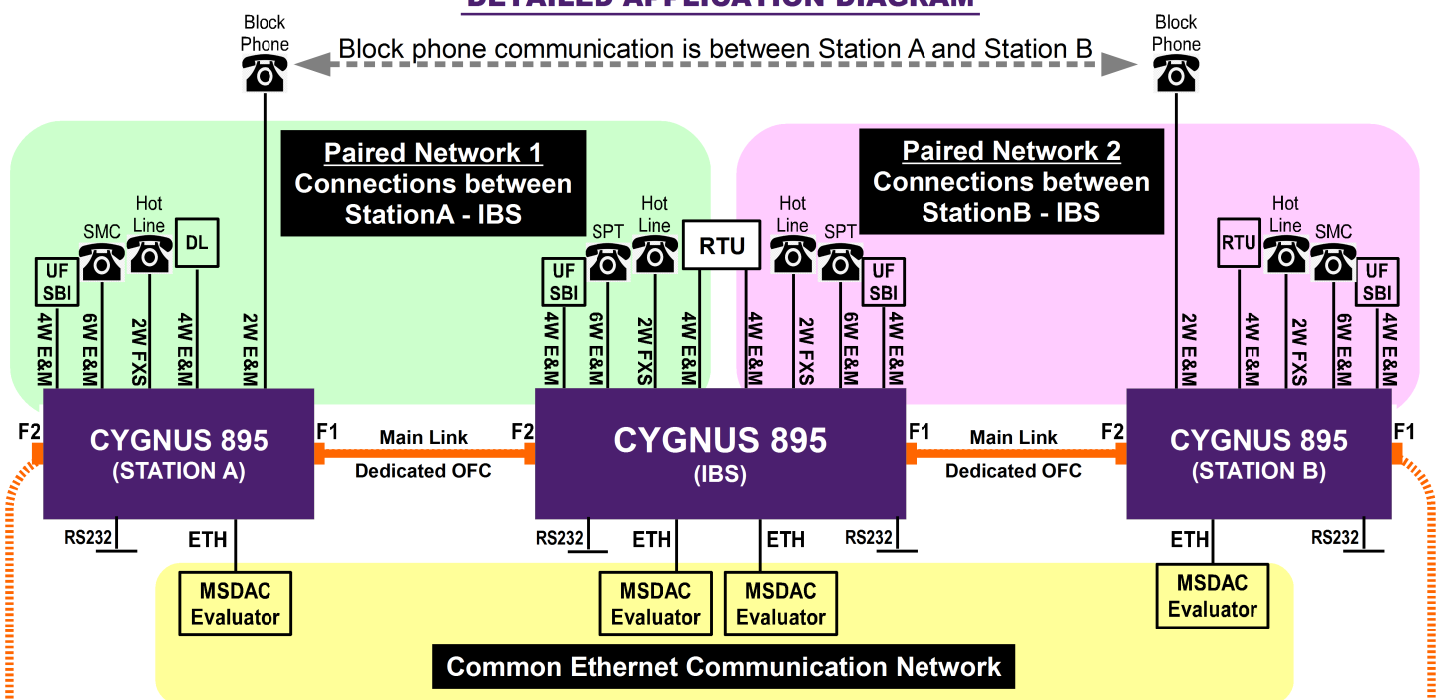 DETAILED APPLICATION DIAGRAM
Block
Phone
Block phone communication is between Station A and Station B
Block
Phone
Paired Network 1
Connections between
StationA - IBS
Paired Network 2
Connections between
StationB - IBS
UF
SBI
SMC
Hot
Line
DL
UF
SBI
SPT
Hot
Line
RTU
Hot
Line
SPT
UF
SBI
RTU
Hot
Line
SMC
UF
SBI
4W E&M
6W E&M
2W FXS
4W E&M
2W E&M
4W E&M
6W E&M
2W FXS
4W E&M
4W E&M
2W FXS
6W E&M
4W E&M
2W E&M
4W E&M
2W FXS
6W E&M
4W E&M
F2
CYGNUS 895
(STATION A)
F1
Main Link
Dedicated OFC
F2
CYGNUS 895
(IBS)
F1
Main Link
Dedicated OFC
F2
CYGNUS 895
(STATION B)
F1
RS232
ETH
RS232
ETH
ETH
RS232
ETH
RS232
MSDAC
Evaluator
MSDAC
Evaluator
MSDAC
Evaluator
MSDAC
Evaluator
Common Ethernet Communication Network